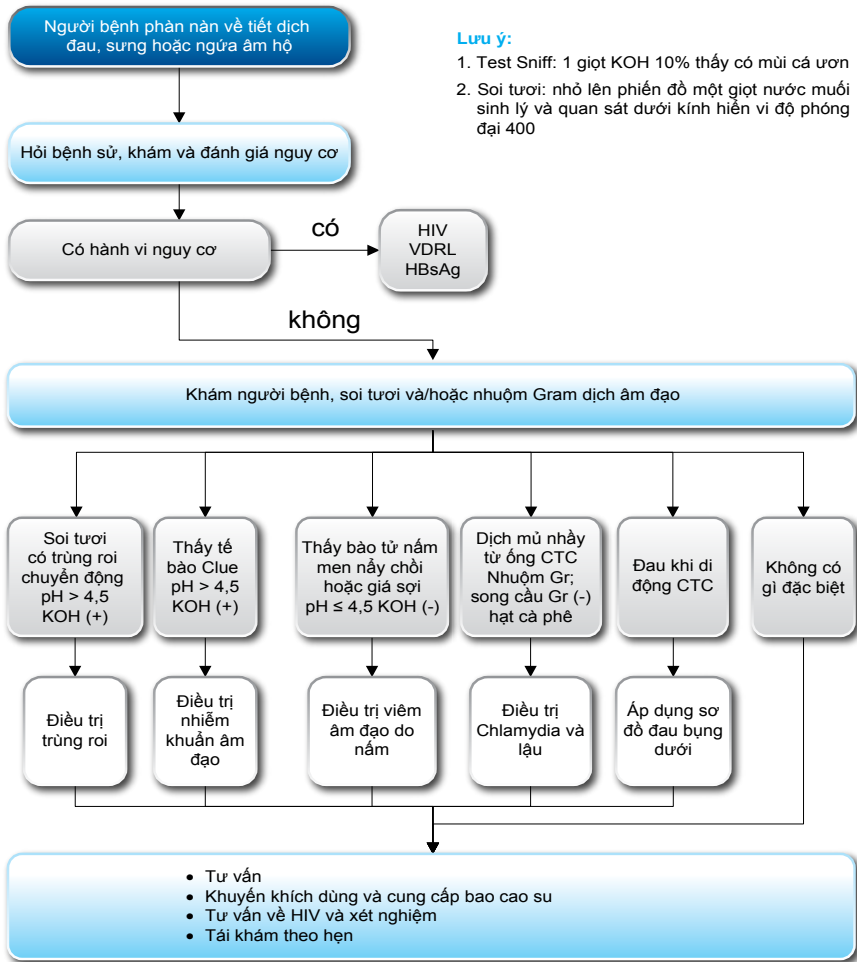 Người bệnh phàn nàn về tiết dịch
đau, sưng hoặc ngứa âm hộ
Lưu ý:
1. Test Sniff: 1 giọt KOH 10% thấy có mùi cá ươn
2. Soi tươi: nhỏ lên phiến đồ một giọt nước muối
sinh lý và quan sát dưới kính hiển vi độ phóng
đại 400
Hỏi bệnh sử, khám và đánh giá nguy cơ
Có hành vi nguy cơ
có
HIV
VDRL
HBsAg
không
Khám người bệnh, soi tươi và/hoặc nhuộm Gram dịch âm đạo
Soi tươi
có trùng roi
chuyển động
pH > 4,5
KOH (+)
Thấy tế
bào Clue
pH > 4,5
KOH (+)
Thấy bào tử nấm
men nẩy chồi
hoặc giá sợi
pH ≤ 4,5 KOH (-)
Dịch mủ nhầy
từ ống CTC
Nhuộm Gr;
song cầu Gr (-)
hạt cà phê
Đau khi di
động CTC
Không có
gì đặc biệt
Điều trị
trùng roi
Điều trị
nhiễm
khuẩn âm
đạo
Điều trị viêm
âm đạo do
nấm
Điều trị
Chlamydia và
lậu
Áp dụng sơ
đồ đau bụng
dưới
• Tư vấn
• Khuyến khích dùng và cung cấp bao cao su
• Tư vấn về HIV và xét nghiệm
• Tái khám theo hẹn